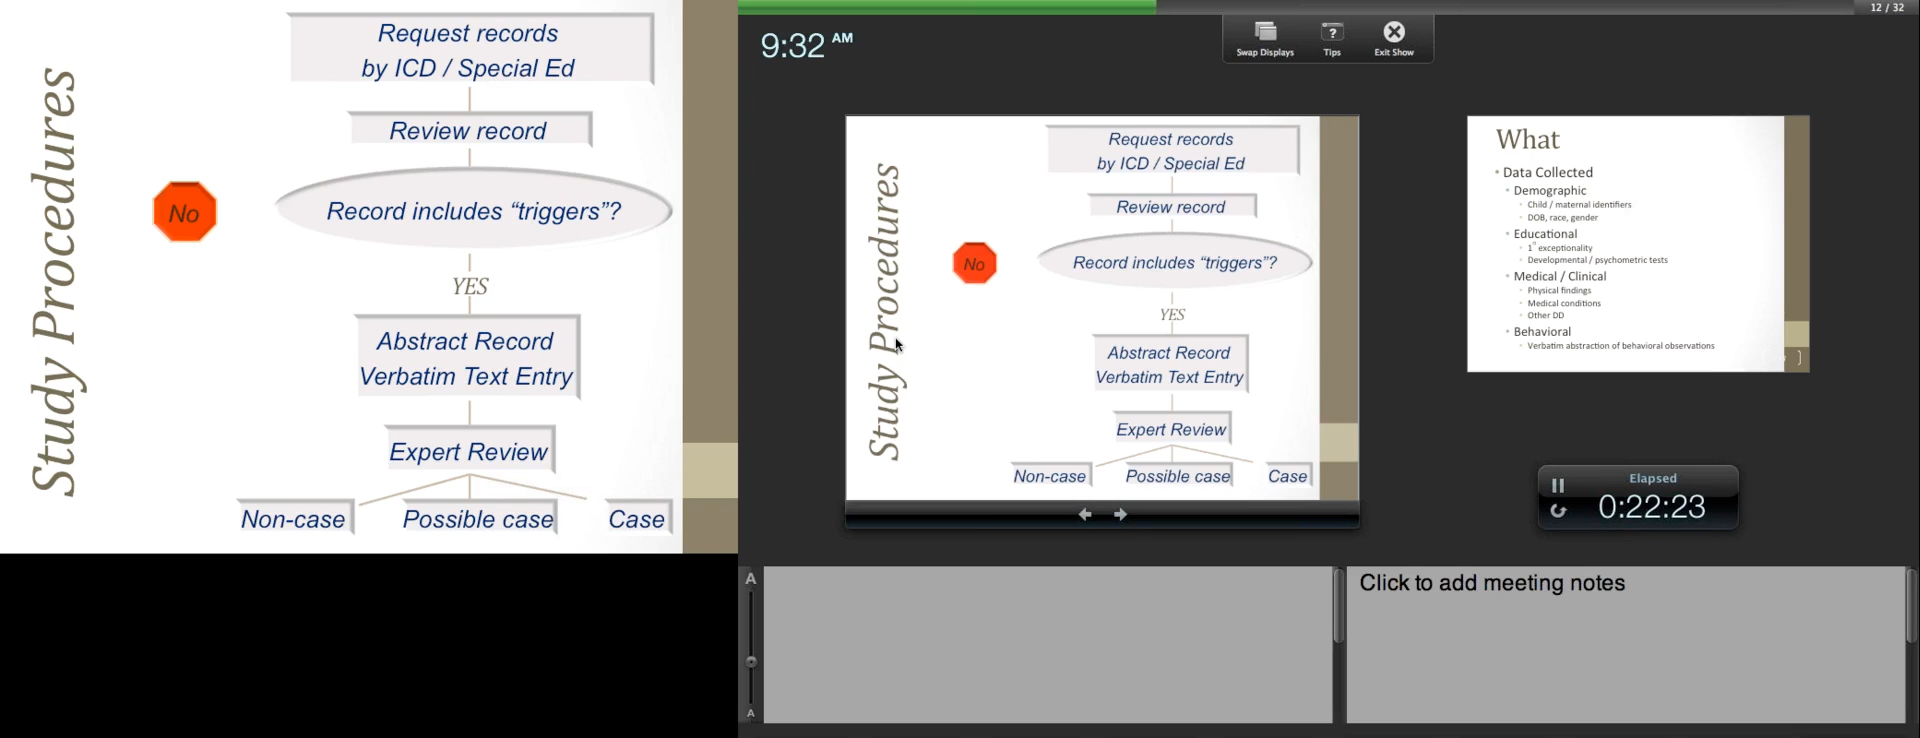 Study Procedures
Request records
by ICD / Special Ed
Review record
No
Record includes “triggers”?
YES
Abstract Record
Verbatim Text Entry
Expert Review
Non-case
Possible case
Case
12 / 32
9:32 AM
Swap Displays
Tips
Exit Show
Study Procedures
Request records
by ICD / Special Ed
Review record
No
Record includes “triggers”?
YES
Abstract Record
Verbatim Text Entry
Expert Review
Non-case
Possible case
Case
What
• Data Collected
• Demographic
• Child / maternal identifiers
• DOB, race, gender
• Educational
• 1° exceptionality
• Developmental / psychometric tests
• Medical / Clinical
• Physical findings
• Medical conditions
• Other DD
• Behavioral
• Verbatim abstraction of behavioral observations
Elapsed
0:22:23
A
A
Click to add meeting notes